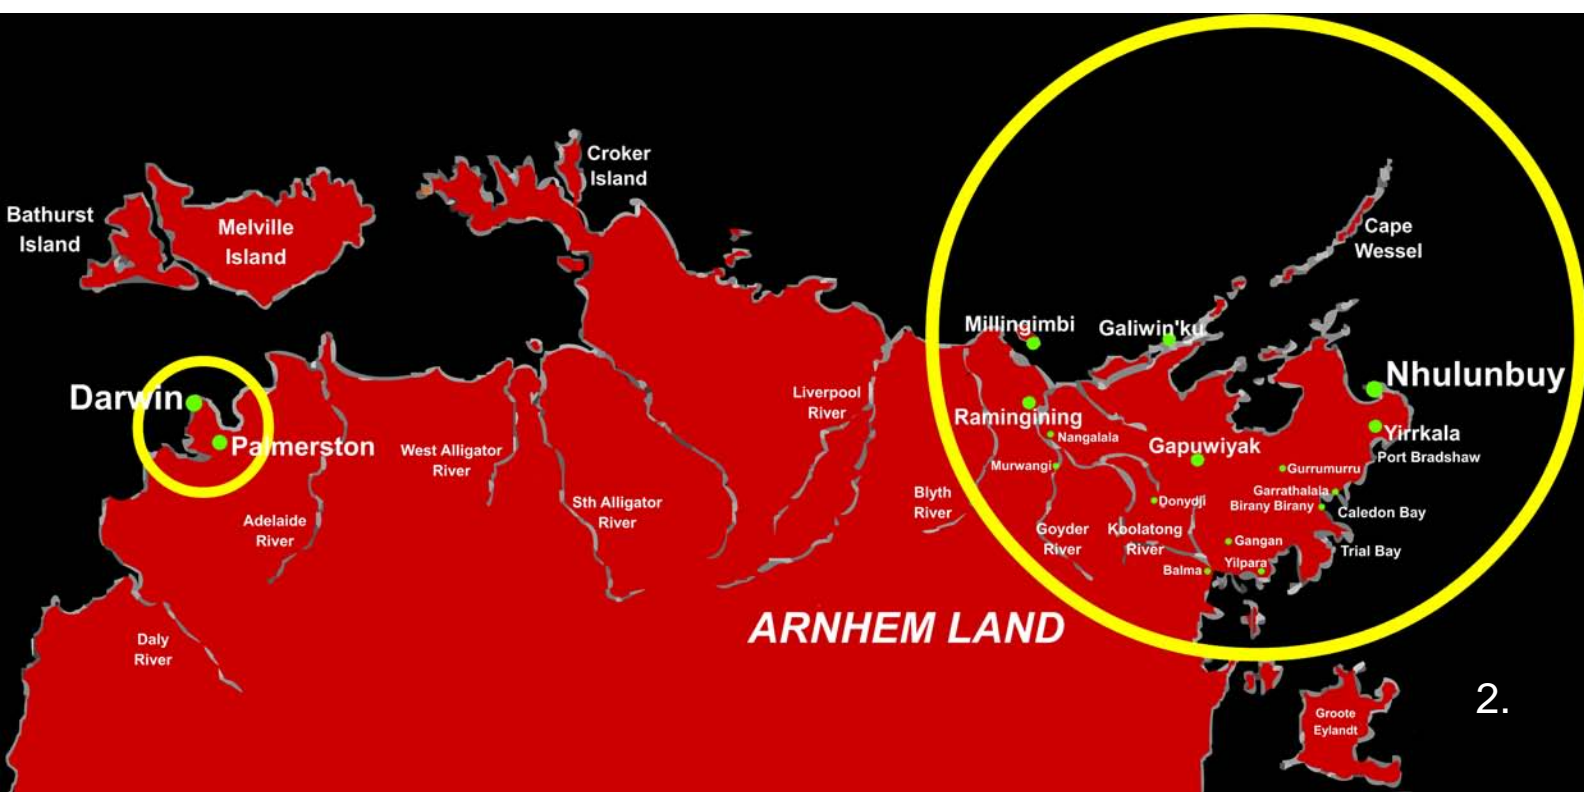 Croker
Island
Bathurst
Island
Melville
Island
Cape
Wessel
Millingimbi
Galiwin'ku
Darwin
Nhulunbuy
Liverpool
River
Ramingining
Palmerston
Nangalala
Gapuwiyak
Yirrkala
Port Bradshaw
West Alligator
River
Murwangi
Gurrumurru
Blyth
River
Garrathalala
Donydji
Birany Birany
Caledon Bay
Sth Alligator
River
Adelaide
River
Goyder
River
Koolatong
River
Gangan
Trial Bay
Balma
Yilpara
ARNHEM LAND
Daly
River
2.
Groote
Eylandt